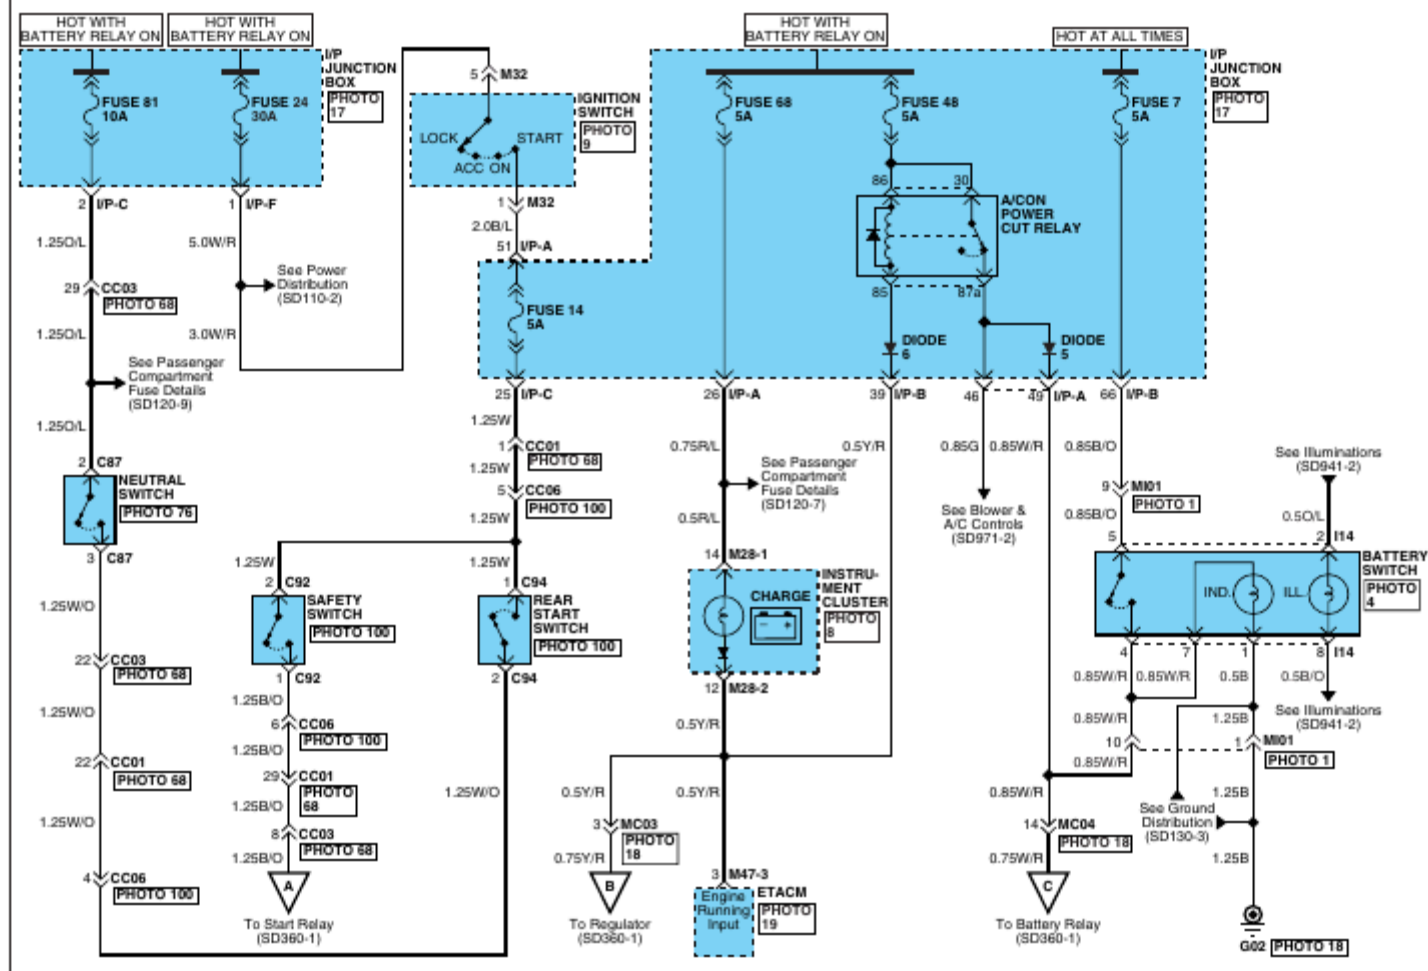 HOT WITH
BATTERY RELAY ON
HOT WITH
BATTERY RELAY ON
HOT WITH
BATTERY RELAY ON
HOT AT ALL TIMES
I/P
JUNCTION
BOX
PHOTO
17
FUSE 81
10A
FUSE 24
30A
5 M32
IGNITION
SWITCH
PHOTO
9
LOCK
START
ACC ON
FUSE 68
5A
FUSE 48
5A
FUSE 7
5A
I/P
JUNCTION
BOX
PHOTO
17
2 I/P-C
1 I/P-F
1 M32
86
30
A/CON
POWER
CUT RELAY
1.25O/L
5.0W/R
2.0B/L
51 I/P-A
See Power
Distribution
(SD110-2)
29 CC03
PHOTO 68
85
87a
FUSE 14
5A
1.25O/L
3.0W/R
DIODE
6
DIODE
5
See Passenger
Compartment
Fuse Details
(SD120-9)
25 I/P-C
26 I/P-A
39 I/P-B
46
49 I/P-A
66 I/P-B
1.25O/L
1.25W
1 CC01
PHOTO 68
0.75R/L
0.5Y/R
0.85G
0.85W/R
0.85B/O
See Illuminations
(SD941-2)
2 C87
NEUTRAL
SWITCH
PHOTO 76
1.25W
5 CC06
PHOTO 100
See Passenger
Compartment
Fuse Details
(SD120-7)
See Blower &
A/C Controls
(SD971-2)
9 MI01
PHOTO 1
0.85B/O
0.5O/L
1.25W
0.5R/L
5
2 I14
3 C87
1.25W
1.25W
14 M28-1
BATTERY
SWITCH
PHOTO
4
2 C92
1 C94
INSTRU-
MENT
CLUSTER
PHOTO
8
CHARGE
IND.
ILL.
1.25W/O
SAFETY
SWITCH
PHOTO 100
REAR
START
SWITCH
PHOTO 100
22 CC03
PHOTO 68
1 C92
2 C94
12 M28-2
4
7
1
8 I14
0.85W/R
0.85W/R
0.5B
0.5B/O
1.25W/O
1.25B/O
6 CC06
PHOTO 100
0.5Y/R
0.85W/R
1.25B
See Illuminations
(SD941-2)
1.25B/O
10
1 MI01
PHOTO 1
22 CC01
PHOTO 68
29 CC01
PHOTO
68
0.85W/R
1.25W/O
0.5Y/R
0.5Y/R
0.85W/R
1.25B
1.25W/O
1.25B/O
8 CC03
PHOTO 68
3 MC03
PHOTO
18
14 MC04
PHOTO 18
See Ground
Distribution
(SD130-3)
1.25B/O
0.75Y/R
0.75W/R
1.25B
4 CC06
PHOTO 100
A
B
3 M47-3
Engine
Running
Input
ETACM
PHOTO
19
C
To Start Relay
(SD360-1)
To Regulator
(SD360-1)
To Battery Relay
(SD360-1)
G02 PHOTO 18